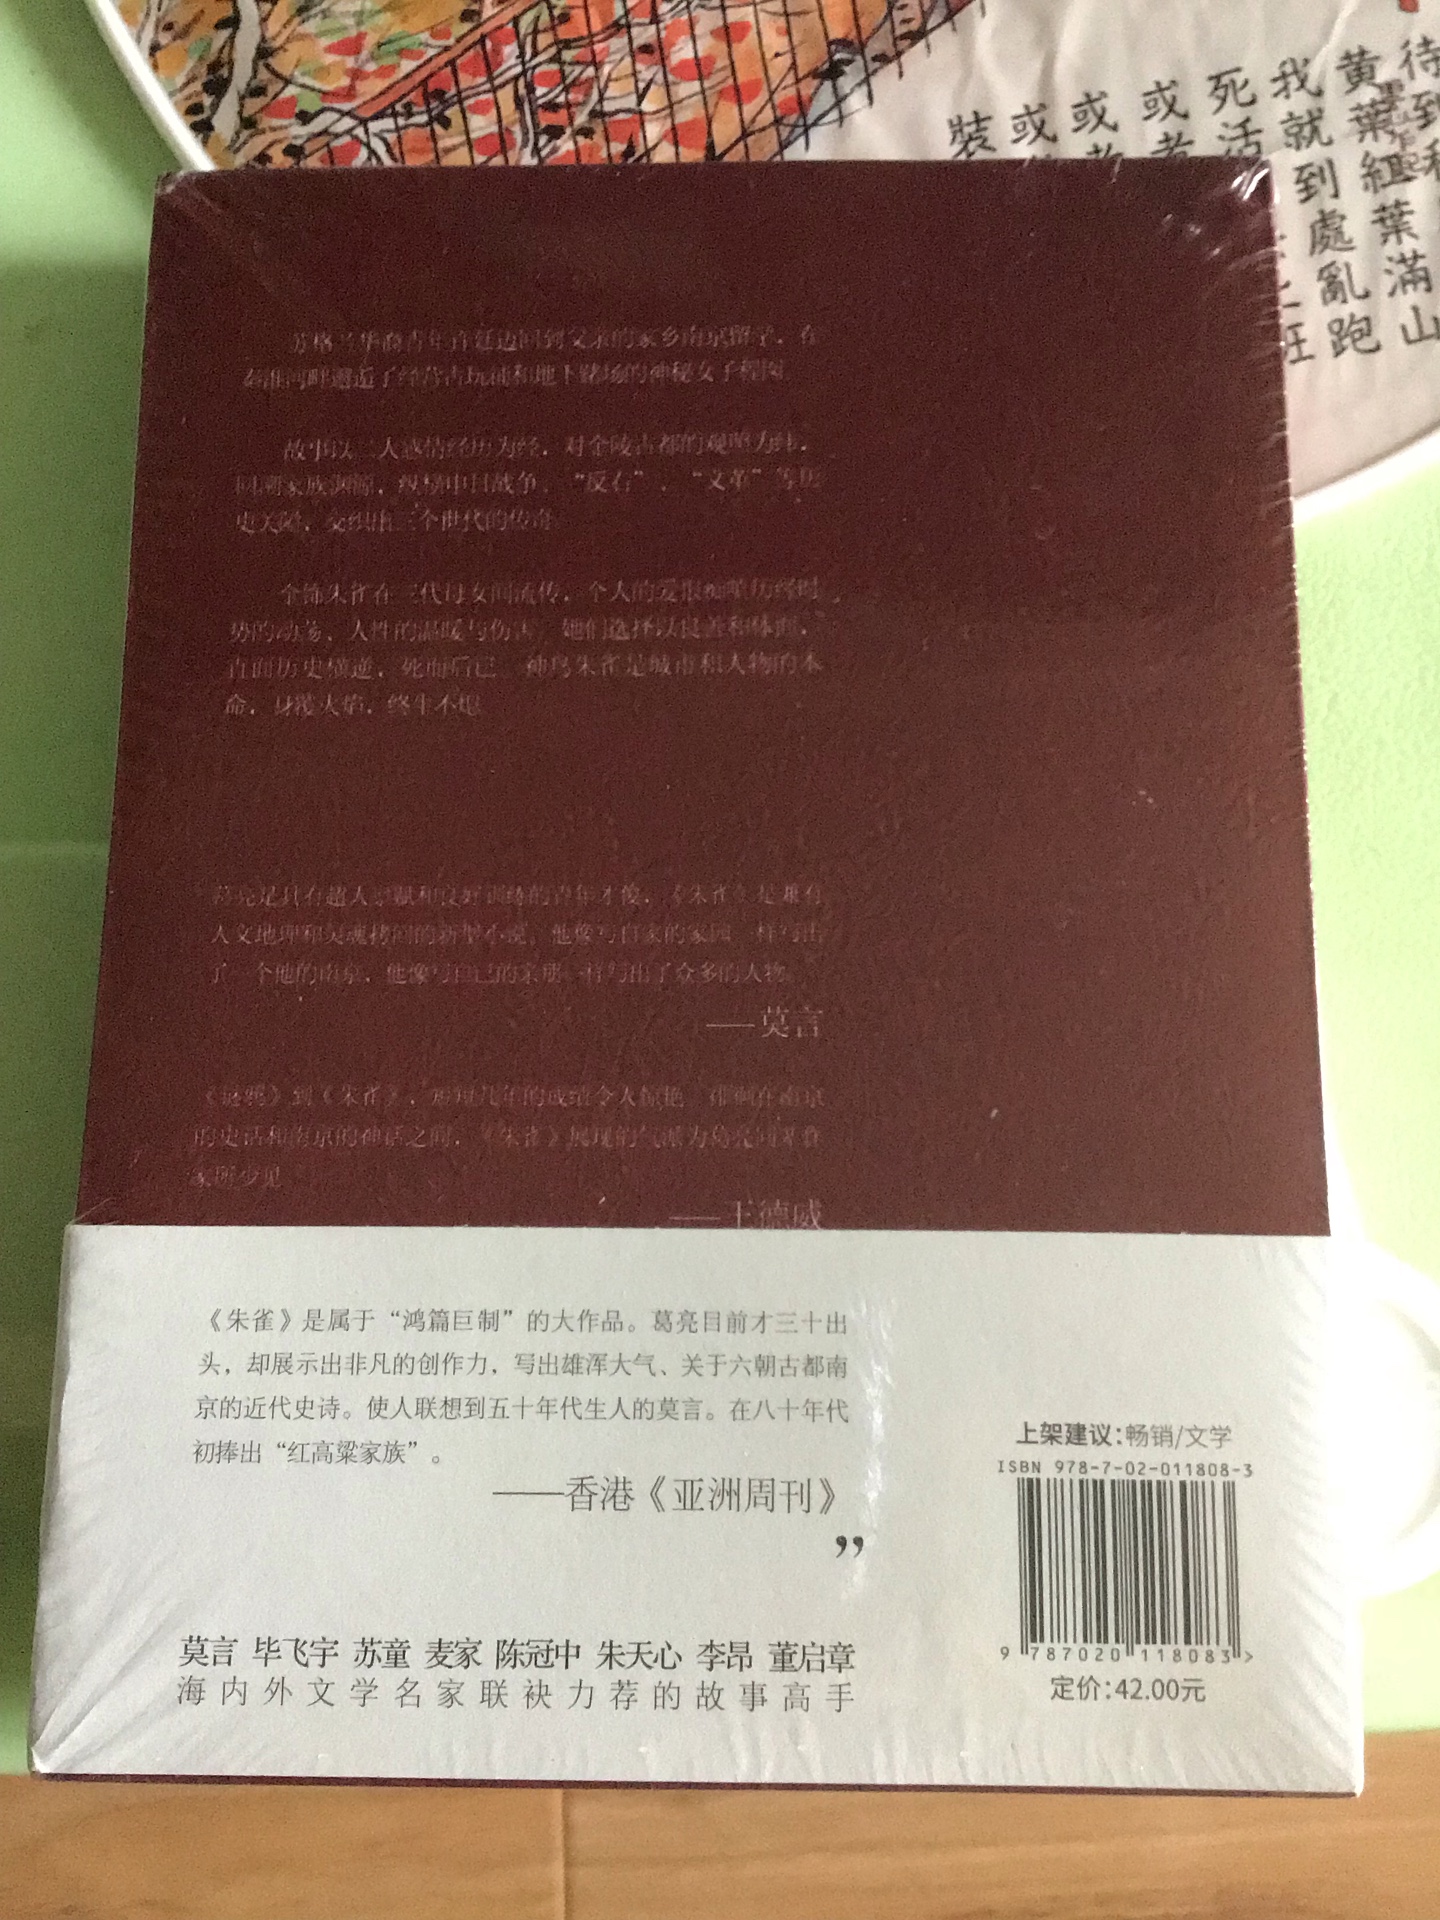 待到
黄葉紅葉滿山
我就到處亂跑
死活
或者
或
或
裝
苏格兰华裔青年许廷迈回到父亲的家乡南京留学，在
秦淮河畔邂逅了经营古玩铺和地下赌场的神秘女子程囡
故事以二人感情经历为经，对金陵古都的观照为纬，
回溯家族渊源，纵横中日战争、“反右”、“文革”等历
史关隘，交织出三个世代的传奇
金饰朱雀在三代母女间流传，个人的爱恨痴嗔历经时
势的动荡、人性的温暖与伤害，她们选择以良善和体面，
直面历史横逆，死而后已 神鸟朱雀是城市和人物的本
命，身覆火焰，终生不熄
葛亮是具有超人禀赋和良好训练的青年才俊，《朱雀》是兼有
人文地理和灵魂拷问的新型小说，他像写自家的家园一样写出
了一个他的南京，他像写自己的亲朋一样写出了众多的人物
——莫言
《谜鸦》到《朱雀》，短短几年的成绩令人惊艳 徘徊在南京
的史话和南京的神话之间，《朱雀》展现的气派为葛亮同辈作
家所少见
——王德威
《朱雀》是属于“鸿篇巨制”的大作品。葛亮目前才三十出
头，却展示出非凡的创作力，写出雄浑大气、关于六朝古都南
京的近代史诗。使人联想到五十年代生人的莫言。在八十年代
初捧出“红高粱家族”。
——香港《亚洲周刊》
”
莫言 毕飞宇 苏童 麦家 陈冠中 朱天心 李昂 董启章
海内外文学名家联袂力荐的故事高手
上架建议：畅销/文学
ISBN 978-7-02-011808-3
9 787020 118083 >
定价：42.00元